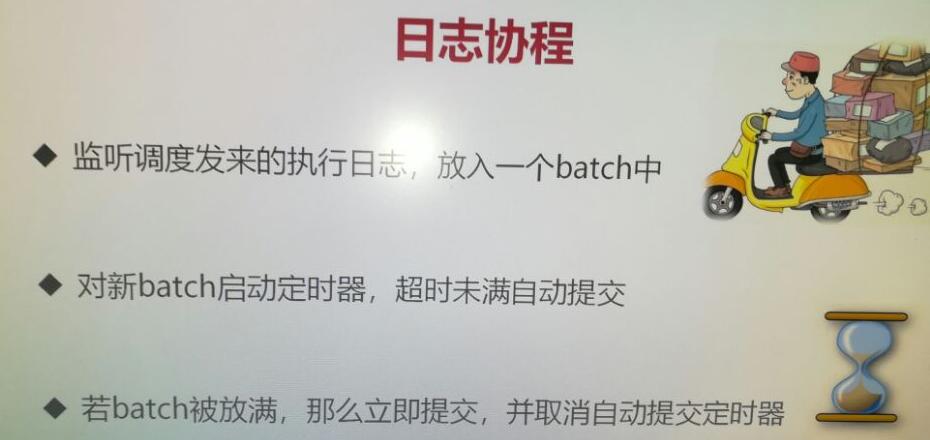 日志协程
监听调度发来的执行日志，放入一个batch中
对新batch启动定时器，超时未满自动提交
若batch被放满，那么立即提交，并取消自动提交定时器